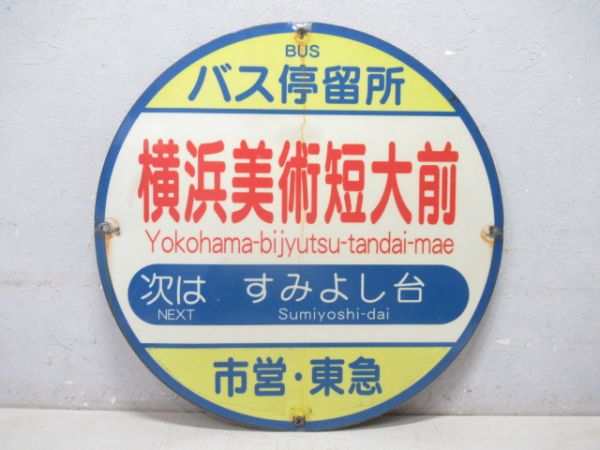 BUS
バス停留所
横浜美術短大前
Yokohama-bijyutsu-tandai-mae
次は すみよし台
NEXT Sumiyoshi-dai
市営・東急